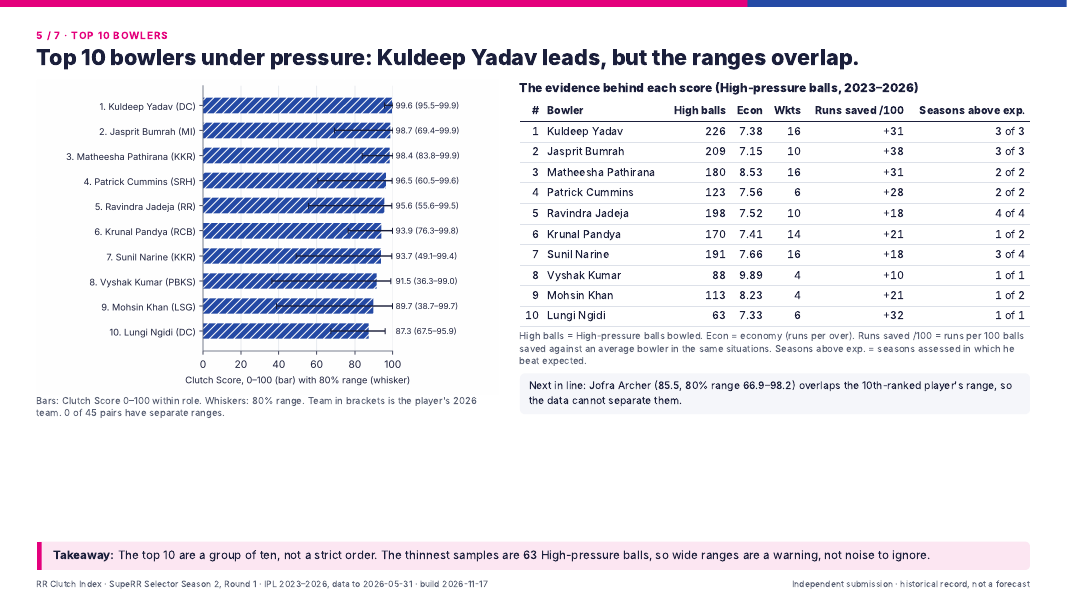 5 / 7 · TOP 10 BOWLERS
Top 10 bowlers under pressure: Kuldeep Yadav leads, but the ranges overlap.
1. Kuldeep Yadav (DC) 99.6 (95.5–99.9)
2. Jasprit Bumrah (MI) 98.7 (69.4–99.9)
3. Matheesha Pathirana (KKR) 98.4 (83.8–99.9)
4. Patrick Cummins (SRH) 96.5 (60.5–99.6)
5. Ravindra Jadeja (RR) 95.6 (55.6–99.5)
6. Krunal Pandya (RCB) 93.9 (76.3–99.8)
7. Sunil Narine (KKR) 93.7 (49.1–99.4)
8. Vyshak Kumar (PBKS) 91.5 (36.3–99.0)
9. Mohsin Khan (LSG) 89.7 (38.7–99.7)
10. Lungi Ngidi (DC) 87.3 (67.5–95.9)
0 20 40 60 80 100
Clutch Score, 0–100 (bar) with 80% range (whisker)
Bars: Clutch Score 0–100 within role. Whiskers: 80% range. Team in brackets is the player's 2026
team. 0 of 45 pairs have separate ranges.
The evidence behind each score (High-pressure balls, 2023–2026)
# Bowler High balls Econ Wkts Runs saved /100 Seasons above exp.
1 Kuldeep Yadav 226 7.38 16 +31 3 of 3
2 Jasprit Bumrah 209 7.15 10 +38 3 of 3
3 Matheesha Pathirana 180 8.53 16 +31 2 of 2
4 Patrick Cummins 123 7.56 6 +28 2 of 2
5 Ravindra Jadeja 198 7.52 10 +18 4 of 4
6 Krunal Pandya 170 7.41 14 +21 1 of 2
7 Sunil Narine 191 7.66 16 +18 3 of 4
8 Vyshak Kumar 88 9.89 4 +10 1 of 1
9 Mohsin Khan 113 8.23 4 +21 1 of 2
10 Lungi Ngidi 63 7.33 6 +32 1 of 1
High balls = High-pressure balls bowled. Econ = economy (runs per over). Runs saved /100 = runs per 100 balls
saved against an average bowler in the same situations. Seasons above exp. = seasons assessed in which he
beat expected.
Next in line: Jofra Archer (85.5, 80% range 66.9–98.2) overlaps the 10th-ranked player's range, so
the data cannot separate them.
Takeaway: The top 10 are a group of ten, not a strict order. The thinnest samples are 63 High-pressure balls, so wide ranges are a warning, not noise to ignore.
RR Clutch Index · SupeRR Selector Season 2, Round 1 · IPL 2023–2026, data to 2026-05-31 · build 2026-11-17
Independent submission · historical record, not a forecast